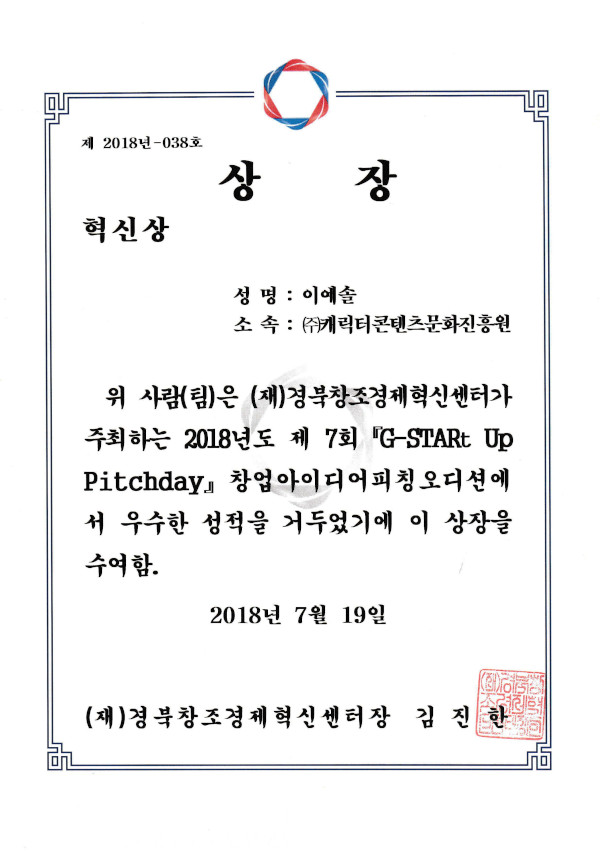 제 2018년-038호
상 장
혁신상
성 명 : 이예솔
소 속 : ㈜캐릭터콘텐츠문화진흥원
위 사람(팀)은 (재)경북창조경제혁신센터가
주최하는 2018년도 제 7회 『G-STARt Up
Pitchday』 창업아이디어피칭오디션에
서 우수한 성적을 거두었기에 이 상장을
수여함.
2018년 7월 19일
(재)경북창조경제혁신센터장 김 진 한